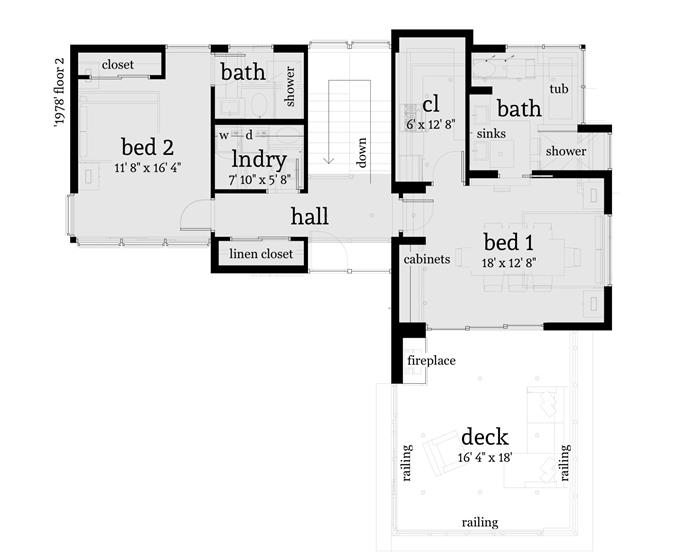 '1978' floor 2
closet
bath
shower
bed 2
11' 8" x 16' 4"
w d
lndry
7' 10" x 5' 8"
down
hall
linen closet
cl
6' x 12' 8"
tub
bath
sinks
shower
bed 1
18' x 12' 8"
cabinets
fireplace
deck
16' 4" x 18'
railing
railing
railing